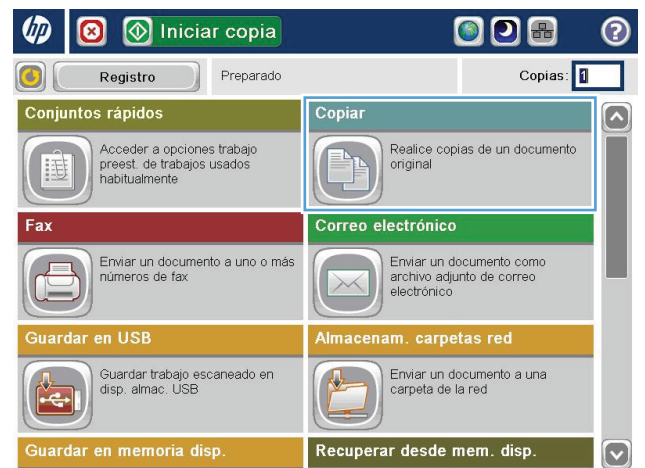 hp
Iniciar copia
?
Registro
Preparado
Copias: 1
Conjuntos rápidos
Copiar
Acceder a opciones trabajo
preest. de trabajos usados
habitualmente
Realice copias de un documento
original
Fax
Correo electrónico
Enviar un documento a uno o más
números de fax
Enviar un documento como
archivo adjunto de correo
electrónico
Guardar en USB
Almacenam. carpetas red
Guardar trabajo escaneado en
disp. almac. USB
Enviar un documento a una
carpeta de la red
Guardar en memoria disp.
Recuperar desde mem. disp.